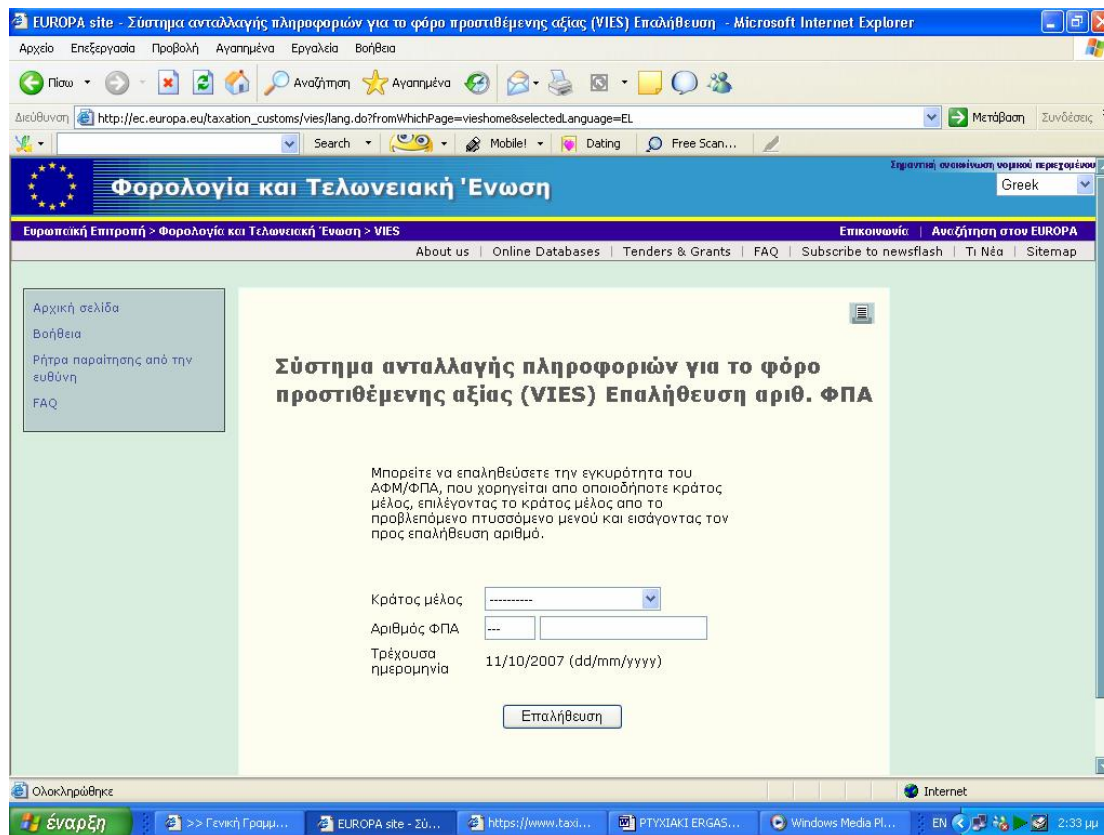 EUROPA site - Σύστημα ανταλλαγής πληροφοριών για το φόρο προστιθέμενης αξίας (VIES) Επαλήθευση - Microsoft Internet Explorer
Αρχείο Επεξεργασία Προβολή Αγαπημένα Εργαλεία Βοήθεια
Πίσω Αναζήτηση Αγαπημένα
Διεύθυνση http://ec.europa.eu/taxation_customs/vies/lang.do?fromWhichPage=vieshome&selectedLanguage=EL Μετάβαση Συνδέσεις
Search Mobile! Dating Free Scan...
Σημαντική ανακοίνωση νομικού περιεχομένου
Φορολογία και Τελωνειακή Ένωση
Greek
Ευρωπαϊκή Επιτροπή > Φορολογία και Τελωνειακή Ένωση > VIES Επικοινωνία | Αναζήτηση στον EUROPA
About us | Online Databases | Tenders & Grants | FAQ | Subscribe to newsflash | Τι Νέα | Sitemap
Αρχική σελίδα
Βοήθεια
Ρήτρα παραίτησης από την
ευθύνη
FAQ
Σύστημα ανταλλαγής πληροφοριών για το φόρο
προστιθέμενης αξίας (VIES) Επαλήθευση αριθ. ΦΠΑ
Μπορείτε να επαληθεύσετε την εγκυρότητα του
ΑΦΜ/ΦΠΑ, που χορηγείται απο οποιοδήποτε κράτος
μέλος, επιλέγοντας το κράτος μέλος απο το
προβλεπόμενο πτυσσόμενο μενού και εισάγοντας τον
προς επαλήθευση αριθμό.
Κράτος μέλος ----------
Αριθμός ΦΠΑ ---
Τρέχουσα
ημερομηνία 11/10/2007 (dd/mm/yyyy)
Επαλήθευση
Ολοκληρώθηκε Internet
έναρξη >> Γενική Γραμμ... EUROPA site - Σύ... https://www.taxi... PTYXIAKI ERGAS... Windows Media Pl... EN 2:33 μμ